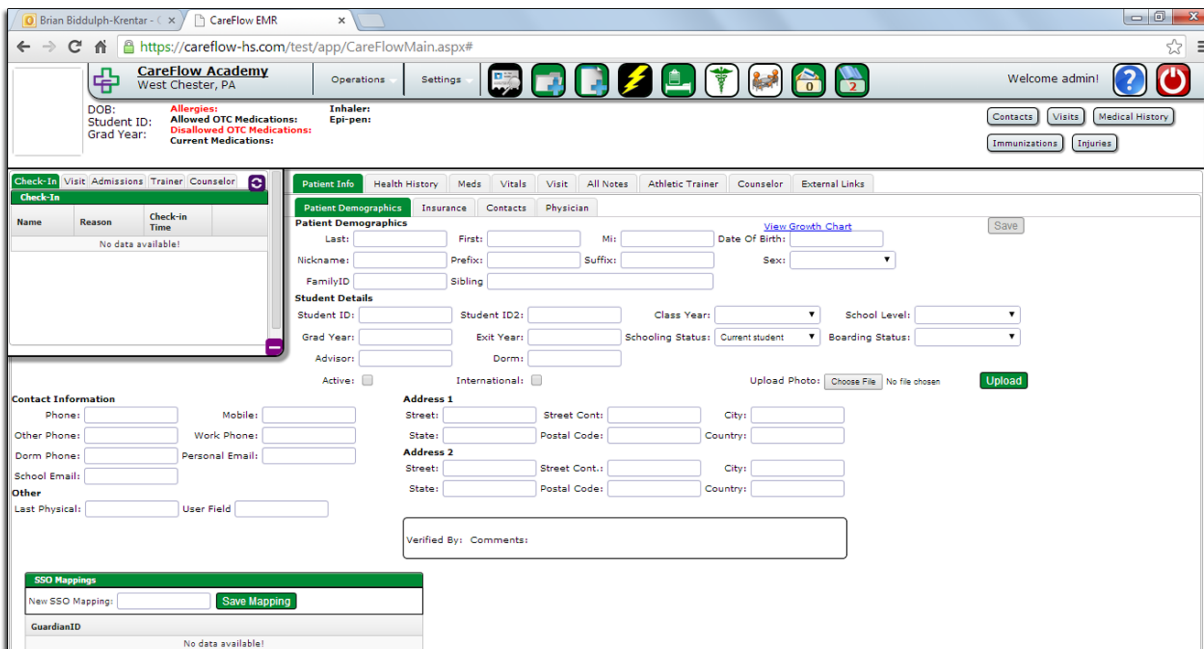 Brian Biddulph-Krentar - CareFlow EMR
https://careflow-hs.com/test/app/CareFlowMain.aspx#
CareFlow Academy
West Chester, PA
Operations Settings 0 2 Welcome admin! ?
DOB: Allergies: Inhaler:
Student ID: Allowed OTC Medications: Epi-pen:
Grad Year: Disallowed OTC Medications:
Current Medications:
Contacts Visits Medical History
Immunizations Injuries
Check-In Visit Admissions Trainer Counselor
Check-In
Name Reason Check-in Time
No data available!
Patient Info Health History Meds Vitals Visit All Notes Athletic Trainer Counselor External Links
Patient Demographics Insurance Contacts Physician
Patient Demographics View Growth Chart Save
Last: First: Mi: Date Of Birth:
Nickname: Prefix: Suffix: Sex:
FamilyID Sibling
Student Details
Student ID: Student ID2: Class Year: School Level:
Grad Year: Exit Year: Schooling Status: Current student Boarding Status:
Advisor: Dorm:
Active: International: Upload Photo: Choose File No file chosen Upload
Contact Information
Phone: Mobile:
Other Phone: Work Phone:
Dorm Phone: Personal Email:
School Email:
Other
Last Physical: User Field
Address 1
Street: Street Cont: City:
State: Postal Code: Country:
Address 2
Street: Street Cont.: City:
State: Postal Code: Country:
Verified By: Comments:
SSO Mappings
New SSO Mapping: Save Mapping
GuardianID
No data available!